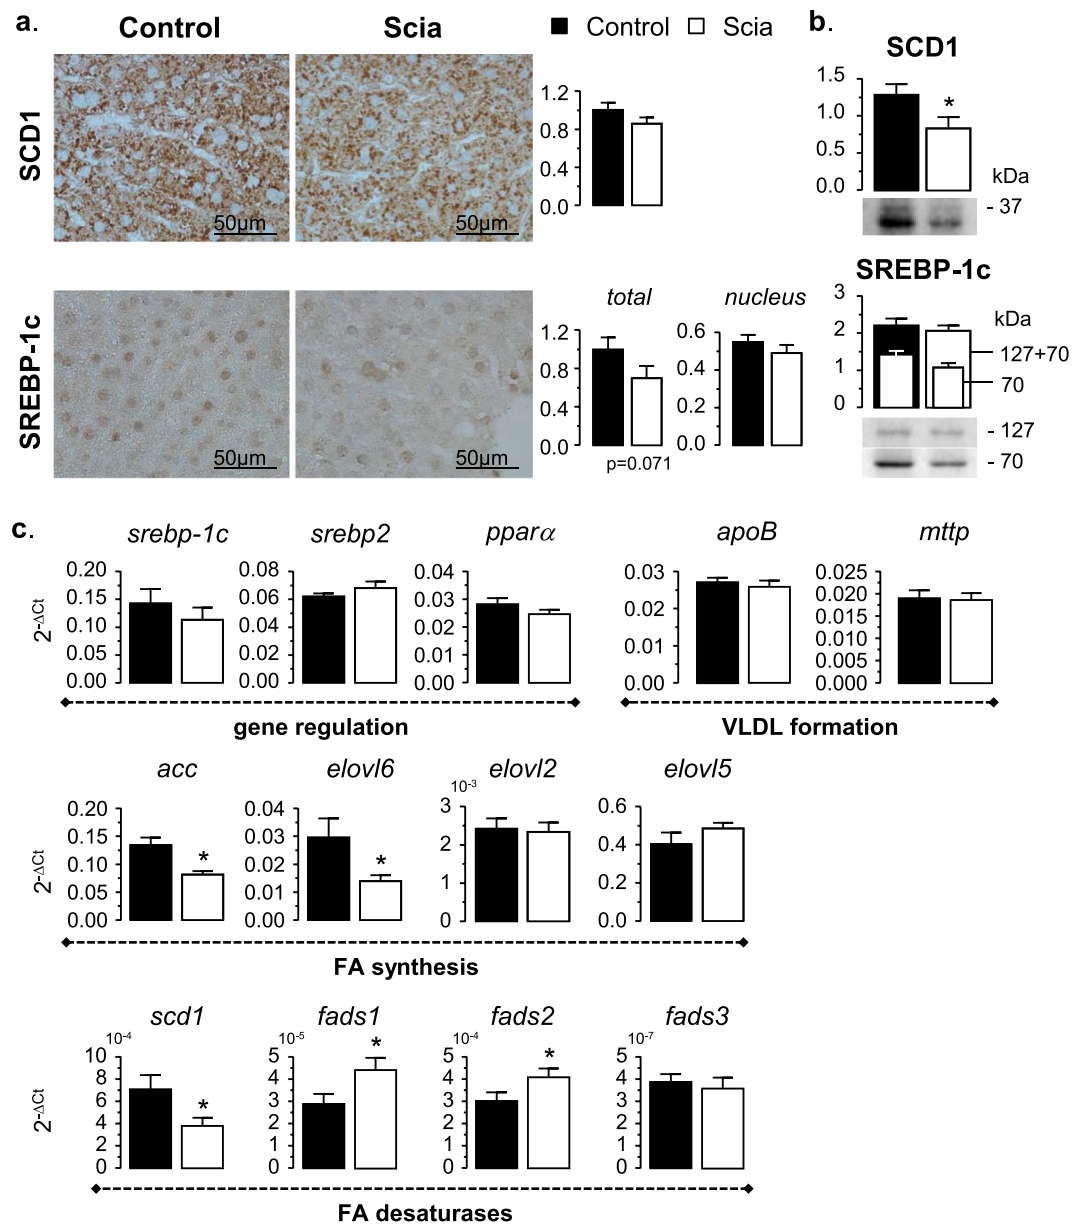 a.
Control
Scia
■ Control □ Scia
b.
SCD1
SCD1
50µm
50µm
1.2
0.8
0.4
0.0
1.5
1.0
0.5
0.0
*
kDa
- 37
SREBP-1c
SREBP-1c
50µm
50µm
total
nucleus
1.2
0.8
0.4
0.0
p=0.071
0.6
0.4
0.2
0.0
3
2
1
0
kDa
127+70
70
- 127
- 70
c.
srebp-1c
srebp2
pparα
apoB
mttp
2-ΔCt
0.20
0.15
0.10
0.05
0.00
0.08
0.06
0.04
0.02
0.00
0.04
0.03
0.02
0.01
0.00
0.03
0.02
0.01
0.00
0.025
0.020
0.015
0.010
0.005
0.000
gene regulation
VLDL formation
acc
elovl6
elovl2
elovl5
2-ΔCt
0.20
0.15
0.10
0.05
0.00
*
0.04
0.03
0.02
0.01
0.00
*
10-3
3
2
1
0
0.6
0.4
0.2
0.0
FA synthesis
scd1
fads1
fads2
fads3
2-ΔCt
10-4
10
8
6
4
2
0
*
10-5
5
4
3
2
1
0
*
10-4
5
4
3
2
1
0
*
10-7
5
4
3
2
1
0
FA desaturases